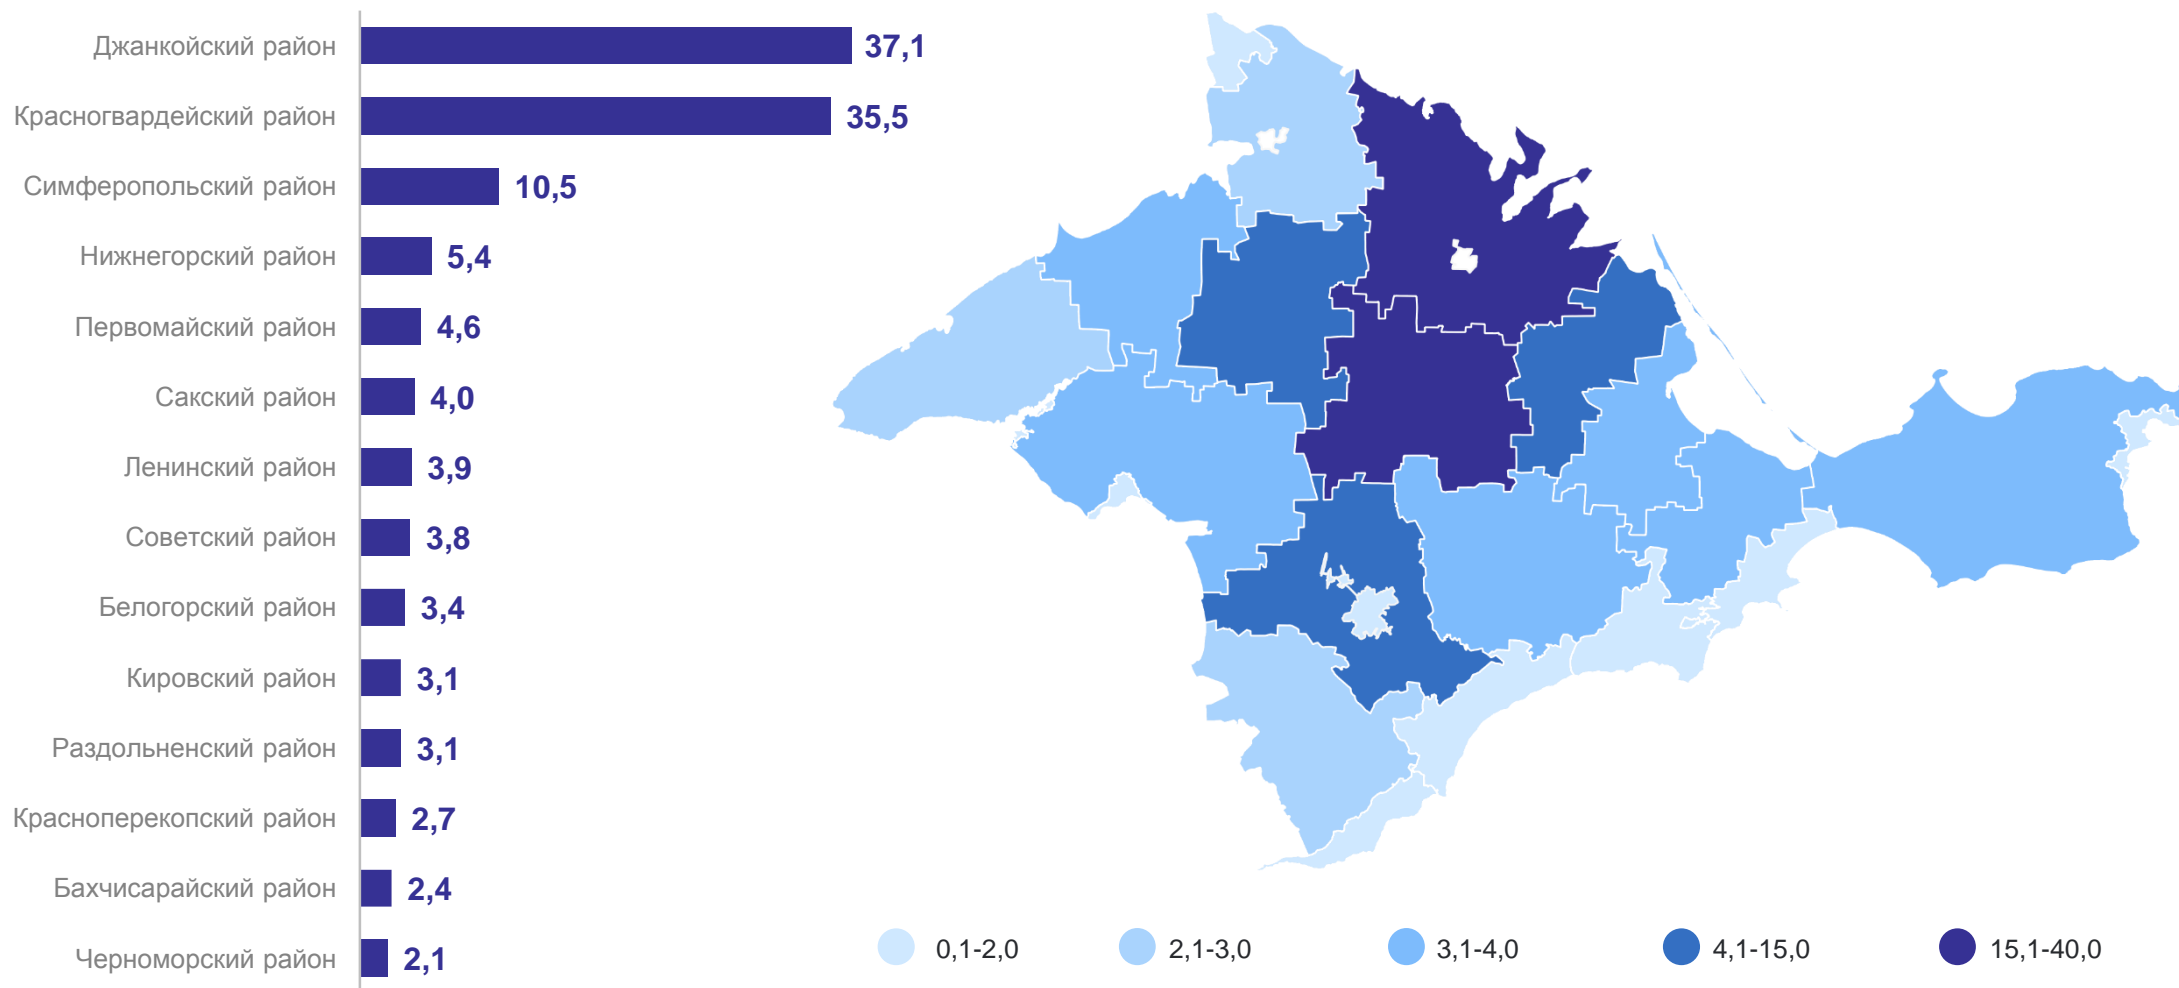 Джанкойский район 37,1
Красногвардейский район 35,5
Симферопольский район 10,5
Нижнегорский район 5,4
Первомайский район 4,6
Сакский район 4,0
Ленинский район 3,9
Советский район 3,8
Белогорский район 3,4
Кировский район 3,1
Раздольненский район 3,1
Красноперекопский район 2,7
Бахчисарайский район 2,4
Черноморский район 2,1
0,1-2,0 2,1-3,0 3,1-4,0 4,1-15,0 15,1-40,0